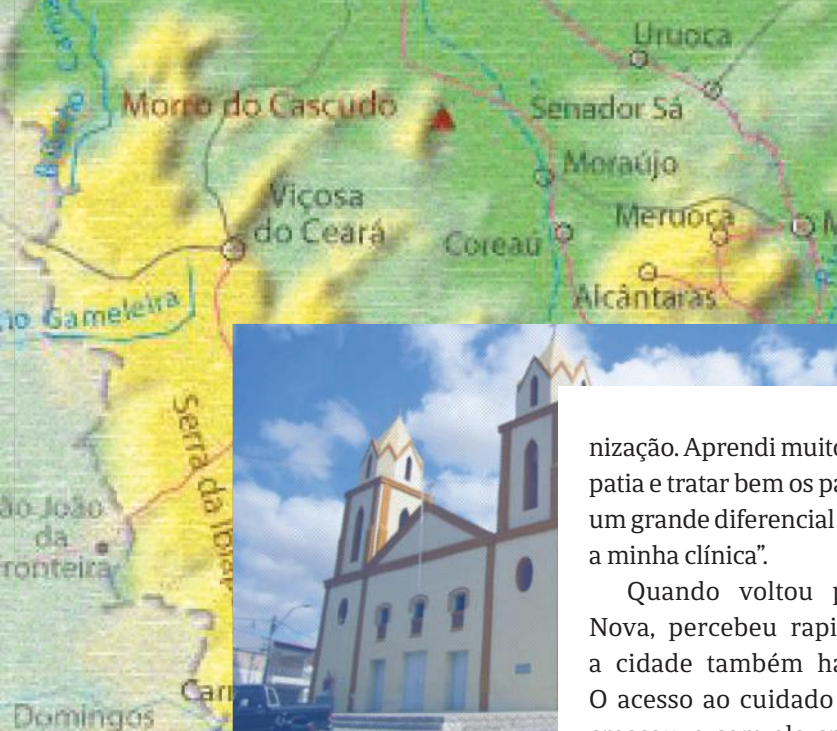 Uruoca
Morro do Cascudo
Senador Sá
Moraújo
Viçosa
do Ceará
Meruoca
Coreaú
Alcântaras
Gameleira
Serra da
São João
da
Fronteira
Domingos
nização. Aprendi muito
patia e tratar bem os pa
um grande diferencial
a minha clínica”.
Quando voltou p
Nova, percebeu rapi
a cidade também ha
O acesso ao cuidado